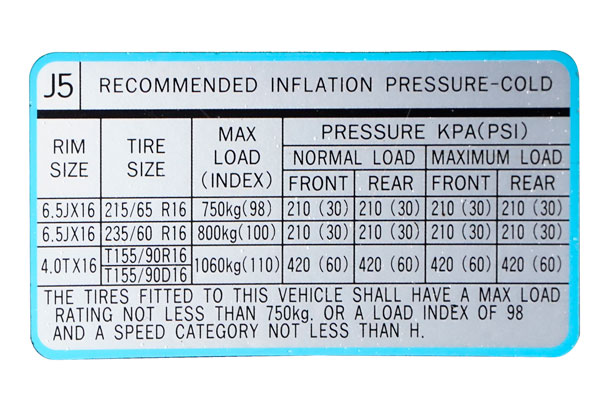 J5 RECOMMENDED INFLATION PRESSURE-COLD
RIM SIZE TIRE SIZE MAX LOAD (INDEX) PRESSURE KPA(PSI)
NORMAL LOAD MAXIMUM LOAD
FRONT REAR FRONT REAR
6.5JX16 215/65 R16 750kg(98) 210 (30) 210 (30) 210 (30) 210 (30)
6.5JX16 235/60 R16 800kg(100) 210 (30) 210 (30) 210 (30) 210 (30)
4.0TX16 T155/90R16 T155/90D16 1060kg(110) 420 (60) 420 (60) 420 (60) 420 (60)
THE TIRES FITTED TO THIS VEHICLE SHALL HAVE A MAX LOAD
RATING NOT LESS THAN 750kg. OR A LOAD INDEX OF 98
AND A SPEED CATEGORY NOT LESS THAN H.